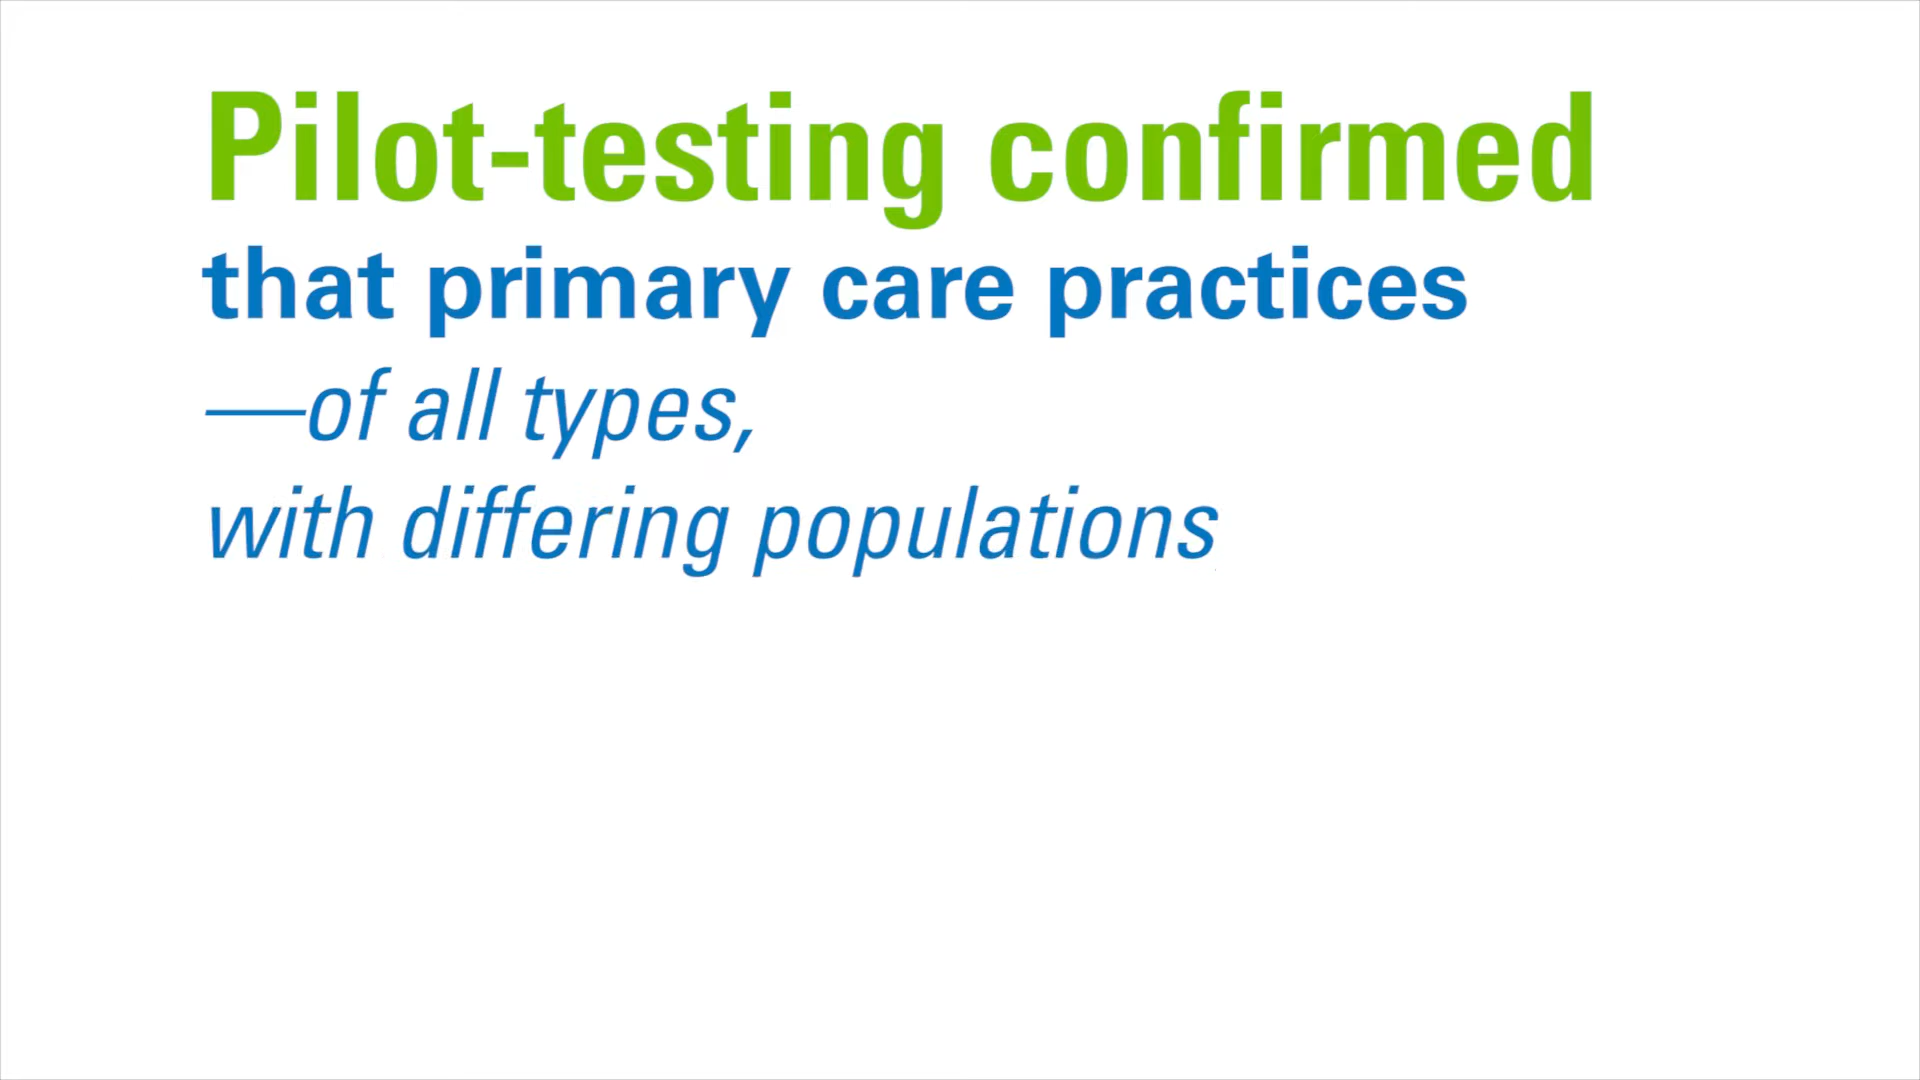 Pilot-testing confirmed
that primary care practices
—of all types,
with differing populations